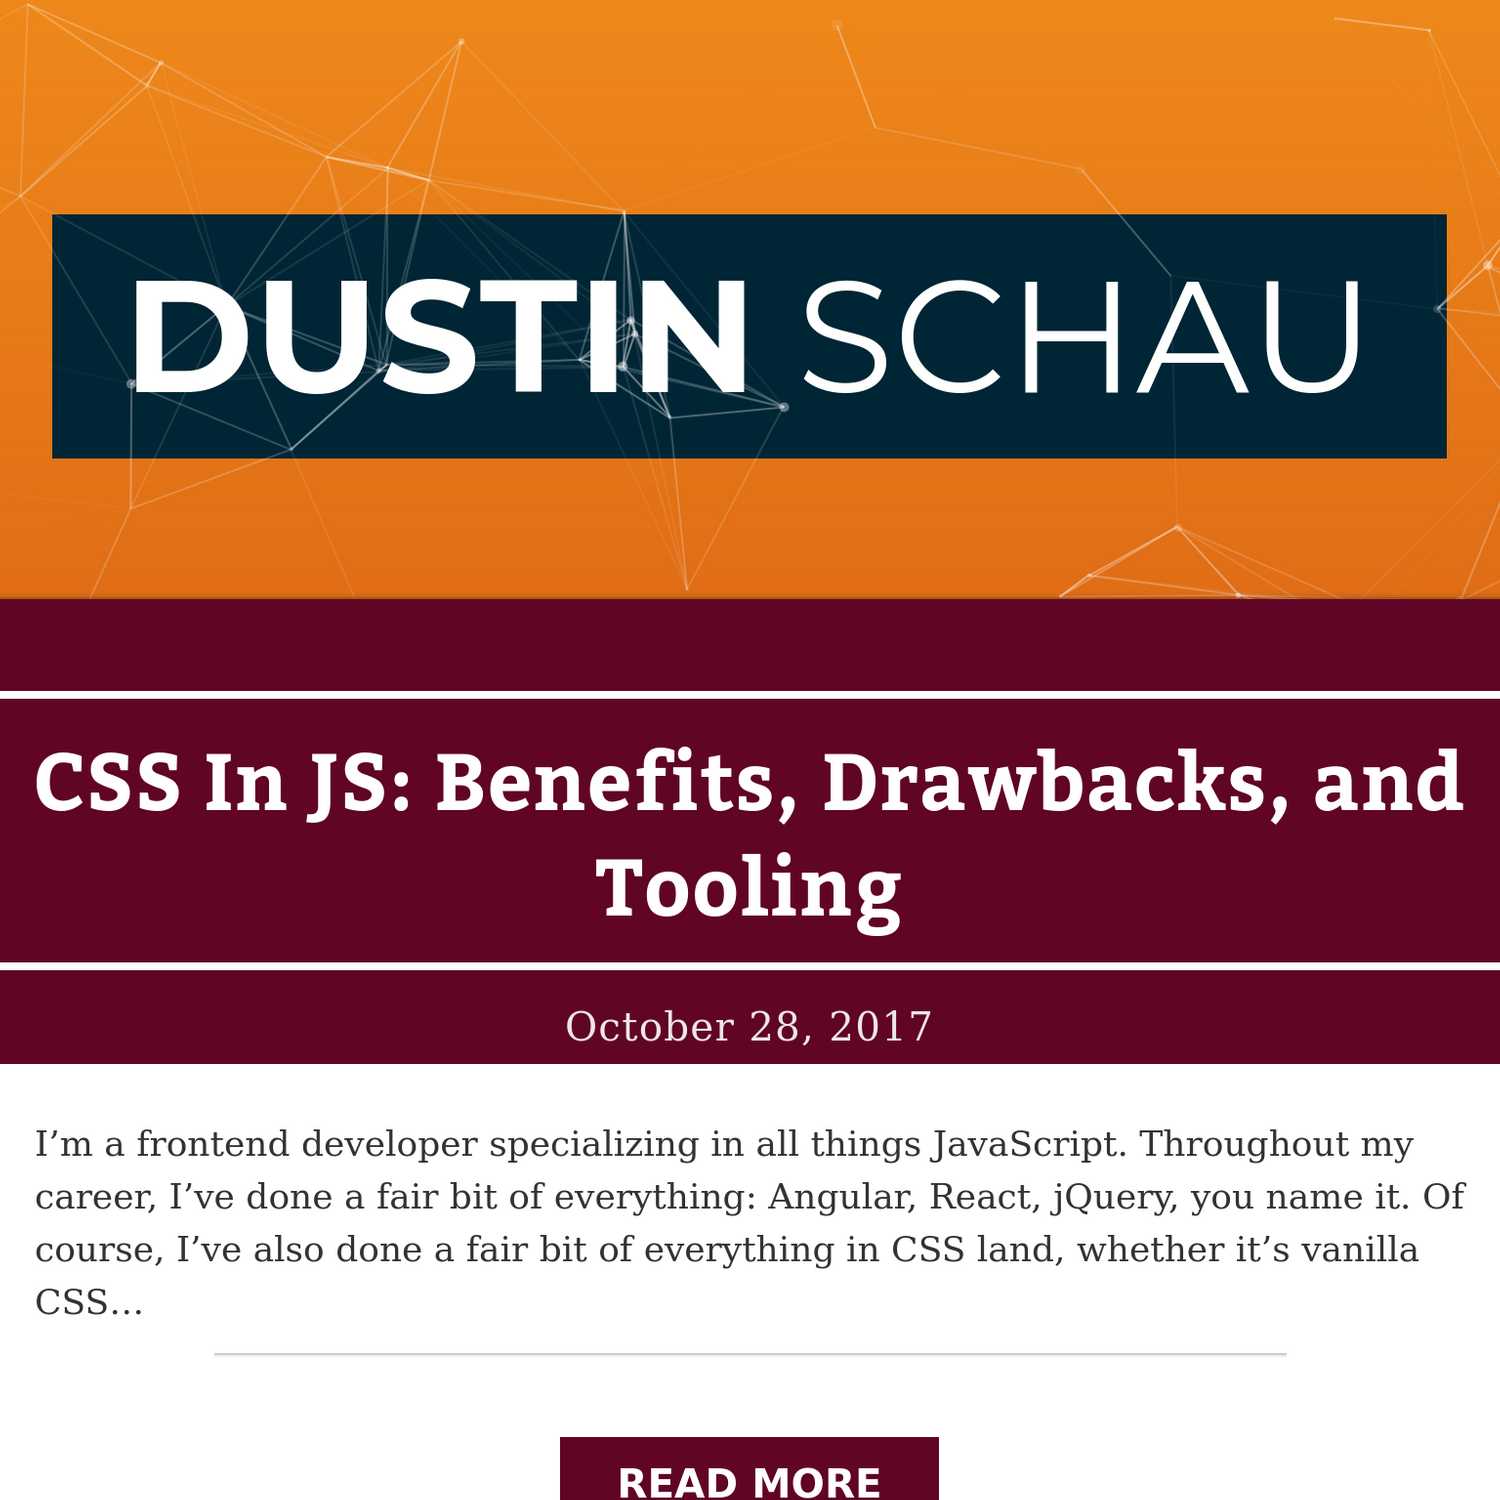 DUSTIN SCHAU
CSS In JS: Benefits, Drawbacks, and
Tooling
October 28, 2017
I’m a frontend developer specializing in all things JavaScript. Throughout my
career, I’ve done a fair bit of everything: Angular, React, jQuery, you name it. Of
course, I’ve also done a fair bit of everything in CSS land, whether it’s vanilla
CSS…
READ MORE